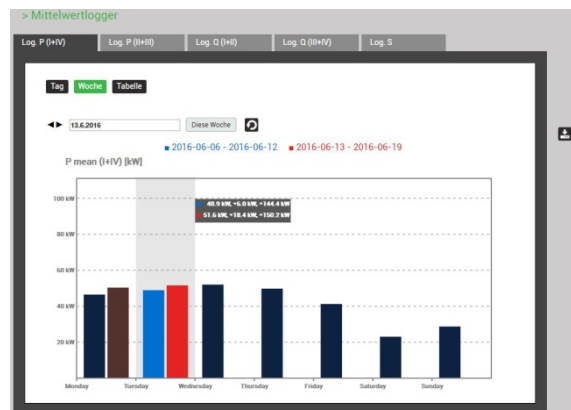 > Mittelwertlogger
Log. P (I+IV) Log. P (II+III) Log. Q (I+II) Log. Q (III+IV) Log. S
Tag Woche Tabelle
◄► 13.6.2016 Diese Woche
2016-06-06 - 2016-06-12 2016-06-13 - 2016-06-19
P mean (I+IV) [kW]
100 kW
48.9 kW, -6.0 kW, +144.4 kW
51.6 kW, -18.4 kW, +150.2 kW
80 kW
60 kW
40 kW
20 kW
Monday Tuesday Wednesday Thursday Friday Saturday Sunday